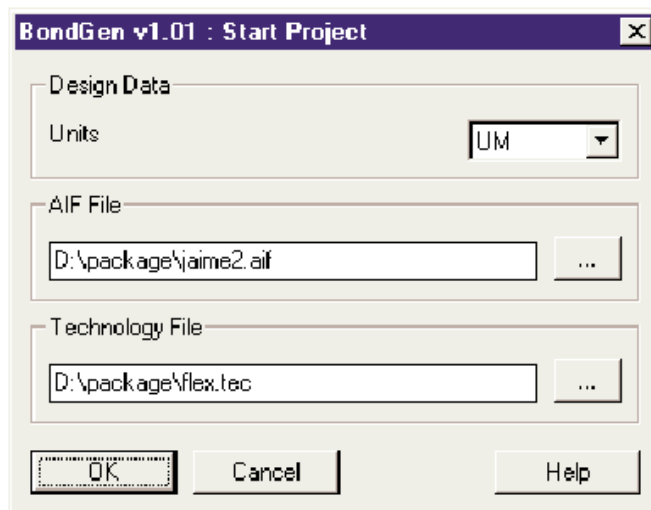 BondGen v1.01 : Start Project
Design Data
Units UM
AIF File
D:\package\jaime2.aif ...
Technology File
D:\package\flex.tec ...
OK Cancel Help